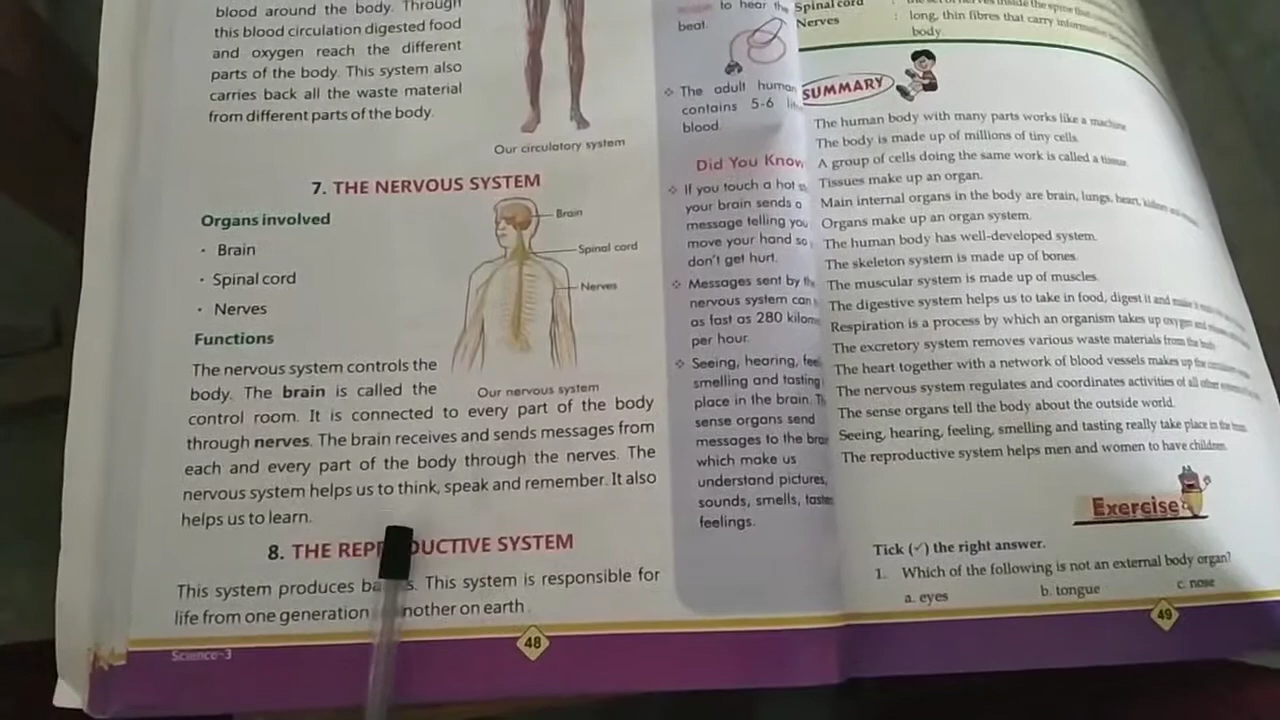 blood around the body. Through
this blood circulation digested food
and oxygen reach the different
parts of the body. This system also
carries back all the waste material
from different parts of the body.
Our circulatory system
7. THE NERVOUS SYSTEM
Organs involved
• Brain
• Spinal cord
• Nerves
Brain
Spinal cord
Nerves
Our nervous system
Functions
The nervous system controls the
body. The brain is called the
control room. It is connected to every part of the body
through nerves. The brain receives and sends messages from
each and every part of the body through the nerves. The
nervous system helps us to think, speak and remember. It also
helps us to learn.
8. THE REP DUCTIVE SYSTEM
This system produces ba s. This system is responsible for
life from one generation nother on earth.
Science-3
48
to hear the
beat.
The adult human
contains 5-6
blood.
Did You Know
If you touch a hot
your brain sends a
message telling you
move your hand so
don't get hurt.
Messages sent by the
nervous system can
as fast as 280 kilom
per hour.
Seeing, hearing, feel
smelling and tasting
place in the brain.
sense organs send
messages to the brain
which make us
understand pictures,
sounds, smells, tastes
feelings.
Spinal cord
Nerves : long, thin fibres that carry
body.
SUMMARY
The human body with many parts works like a machine
The body is made up of millions of tiny cells.
A group of cells doing the same work is called a tissue.
Tissues make up an organ.
Main internal organs in the body are brain, lungs, heart,
Organs make up an organ system.
The human body has well-developed system.
The skeleton system is made up of bones.
The muscular system is made up of muscles.
The digestive system helps us to take in food, digest it and
Respiration is a process by which an organism takes up oxygen and
The excretory system removes various waste materials from the body
The heart together with a network of blood vessels makes up the
The nervous system regulates and coordinates activities of all other
The sense organs tell the body about the outside world.
Seeing, hearing, feeling, smelling and tasting really take place in the brain.
The reproductive system helps men and women to have children.
Exercise
Tick (✓) the right answer.
1. Which of the following is not an external body organ?
a. eyes b. tongue c. nose
49